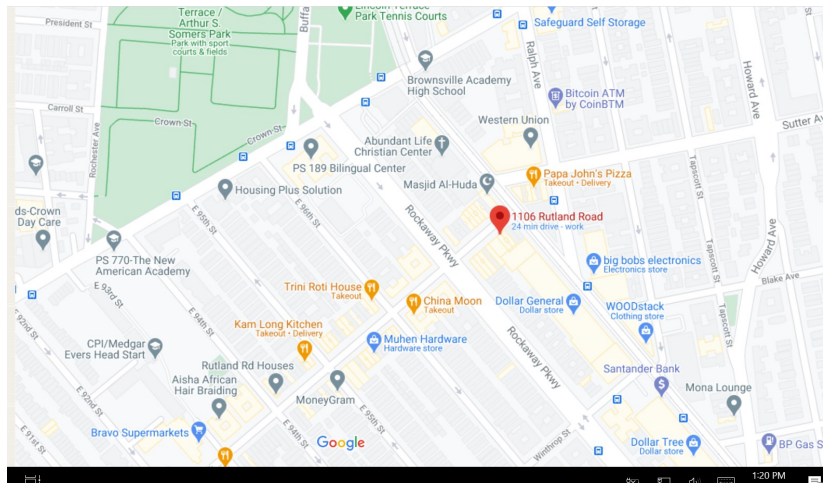 President St
Terrace /
Arthur S.
Somers Park
Park with sport
courts & fields
Park Tennis Courts
Safeguard Self Storage
Ralph Ave
Howard Ave
Brownsville Academy
High School
Bitcoin ATM
by CoinBTM
Carroll St
Crown St
Crown St
Western Union
Sutter Av
Rochester Ave
Abundant Life
Christian Center
PS 189 Bilingual Center
Papa John's Pizza
Takeout • Delivery
Masjid Al-Huda
Tapscott St
Housing Plus Solution
ds-Crown
Day Care
E 95th St
E 96th St
Rockaway Pkwy
1106 Rutland Road
24 min drive - work
Howard Ave
PS 770-The New
American Academy
big bobs electronics
Electronics store
Tapscott St
Blake Ave
E 93rd St
Trini Roti House
Takeout
China Moon
Takeout
Dollar General
Dollar store
WOODstack
Clothing store
E 92nd St
E 94th St
Kam Long Kitchen
Takeout • Delivery
Muhen Hardware
Hardware store
Rockaway Pkwy
Tapscott St
CPI/Medgar
Evers Head Start
Rutland Rd Houses
Santander Bank
Aisha African
Hair Braiding
MoneyGram
Mona Lounge
E 92nd St
E 95th St
E 91st St
Bravo Supermarkets
E 94th St
Google
Winthrop St
Dollar Tree
Dollar store
BP Gas S
1:20 PM